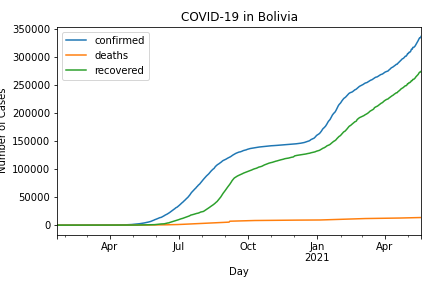 COVID-19 in Bolivia
350000
300000
250000
200000
150000
100000
50000
0
Number of Cases
confirmed
deaths
recovered
Apr
Jul
Oct
Jan
2021
Apr
Day